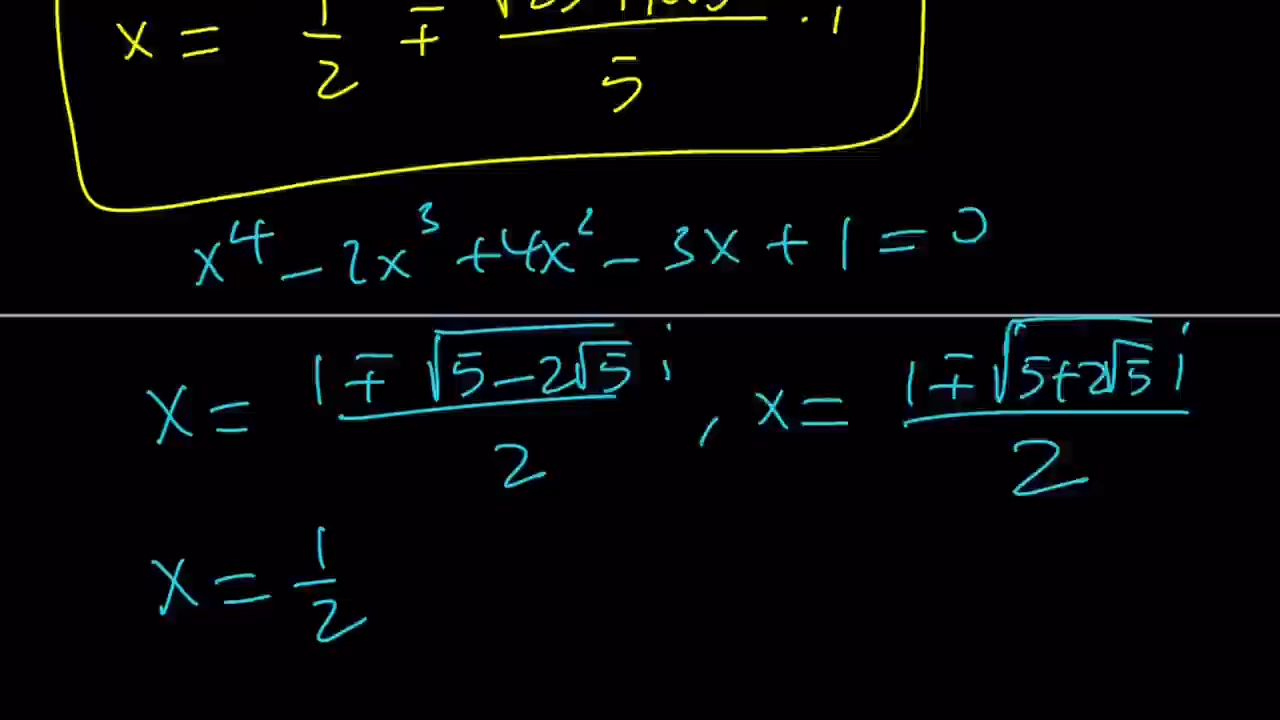 x = 1/2 ∓ √ /5 · i
x⁴ - 2x³ + 4x² - 3x + 1 = 0
x = (1 ∓ √(5 - 2√5) i)/2 , x = (1 ∓ √(5 + 2√5) i)/2
x = 1/2